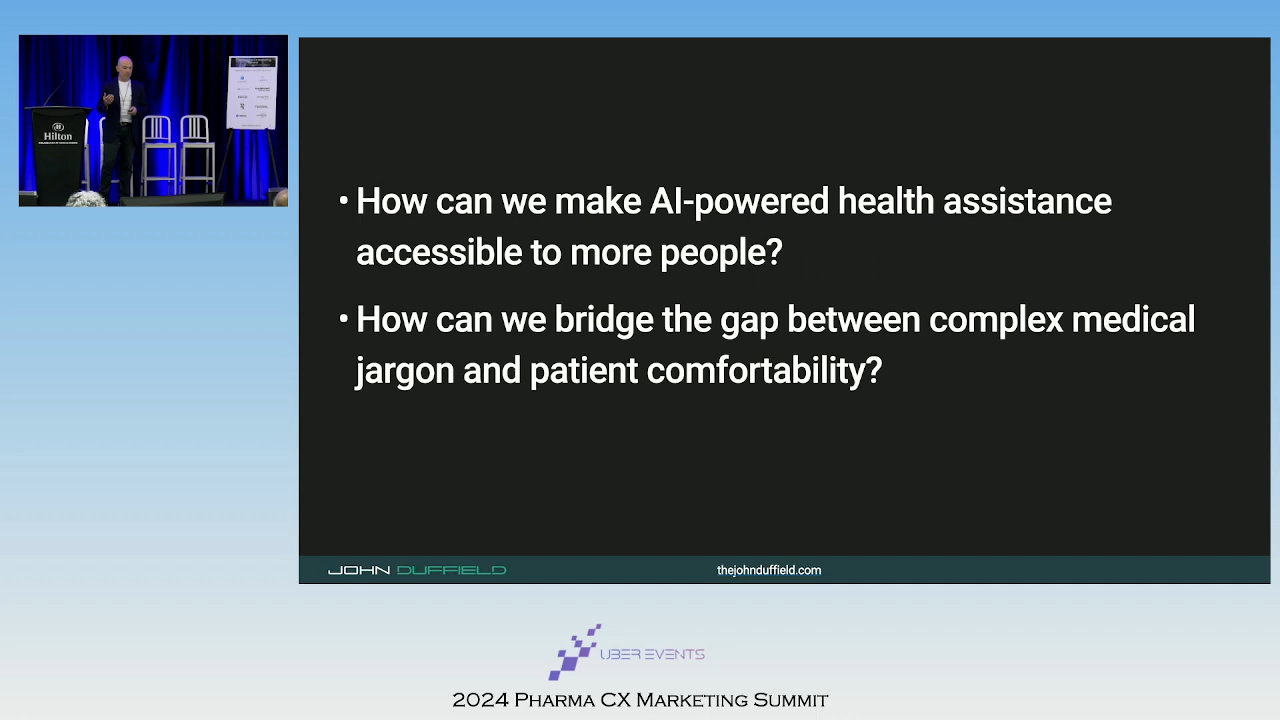 Hilton
• How can we make AI-powered health assistance
accessible to more people?
• How can we bridge the gap between complex medical
jargon and patient comfortability?
JOHN DUFFIELD
thejohnduffield.com
UBER EVENTS
2024 Pharma CX Marketing Summit